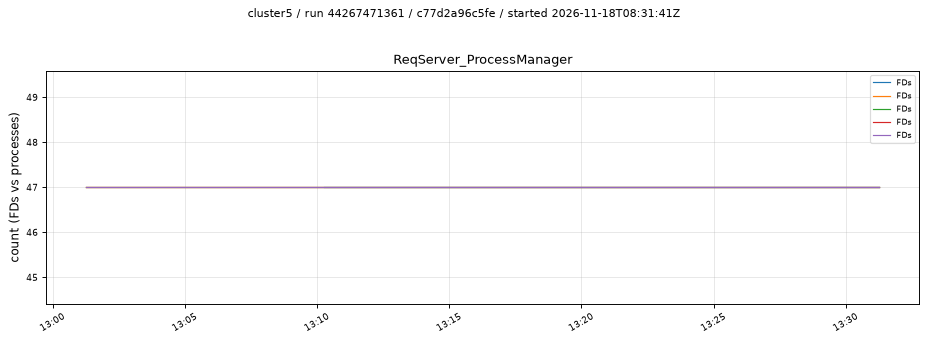 cluster5 / run 44267471361 / c77d2a96c5fe / started 2026-11-18T08:31:41Z
ReqServer_ProcessManager
count (FDs vs processes)
49
48
47
46
45
FDs
FDs
FDs
FDs
FDs
13:00
13:05
13:10
13:15
13:20
13:25
13:30